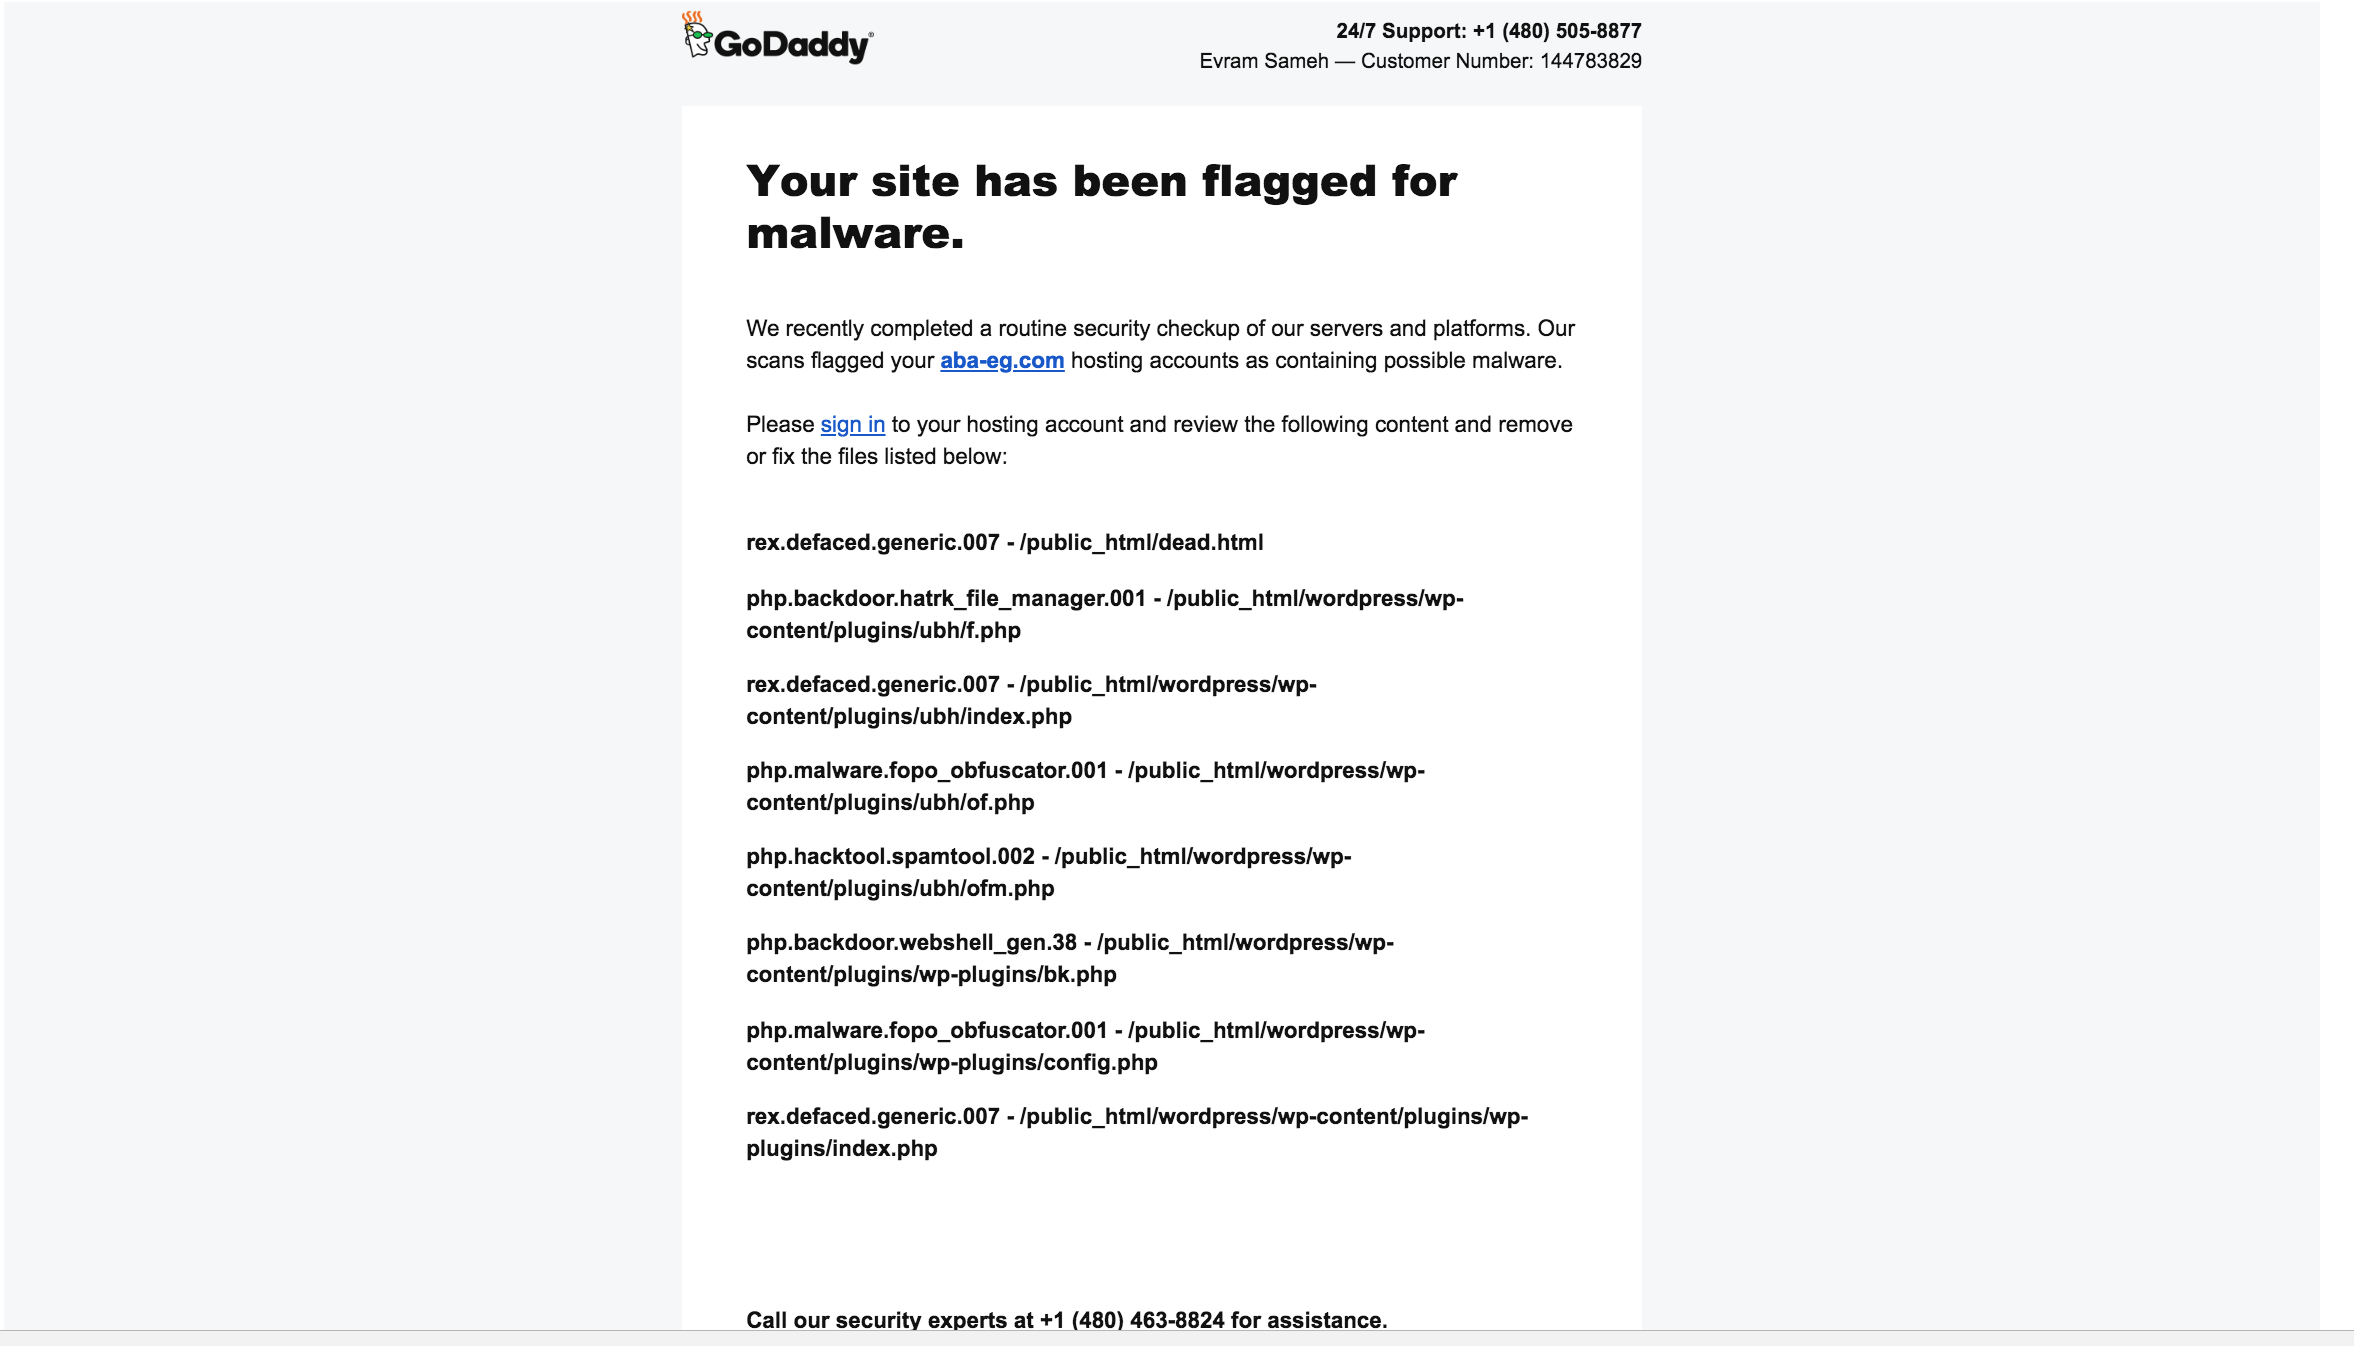 GoDaddy®
24/7 Support: +1 (480) 505-8877
Evram Sameh — Customer Number: 144783829
Your site has been flagged for
malware.
We recently completed a routine security checkup of our servers and platforms. Our
scans flagged your aba-eg.com hosting accounts as containing possible malware.
Please sign in to your hosting account and review the following content and remove
or fix the files listed below:
rex.defaced.generic.007 - /public_html/dead.html
php.backdoor.hatrk_file_manager.001 - /public_html/wordpress/wp-
content/plugins/ubh/f.php
rex.defaced.generic.007 - /public_html/wordpress/wp-
content/plugins/ubh/index.php
php.malware.fopo_obfuscator.001 - /public_html/wordpress/wp-
content/plugins/ubh/of.php
php.hacktool.spamtool.002 - /public_html/wordpress/wp-
content/plugins/ubh/ofm.php
php.backdoor.webshell_gen.38 - /public_html/wordpress/wp-
content/plugins/wp-plugins/bk.php
php.malware.fopo_obfuscator.001 - /public_html/wordpress/wp-
content/plugins/wp-plugins/config.php
rex.defaced.generic.007 - /public_html/wordpress/wp-content/plugins/wp-
plugins/index.php
Call our security experts at +1 (480) 463-8824 for assistance.